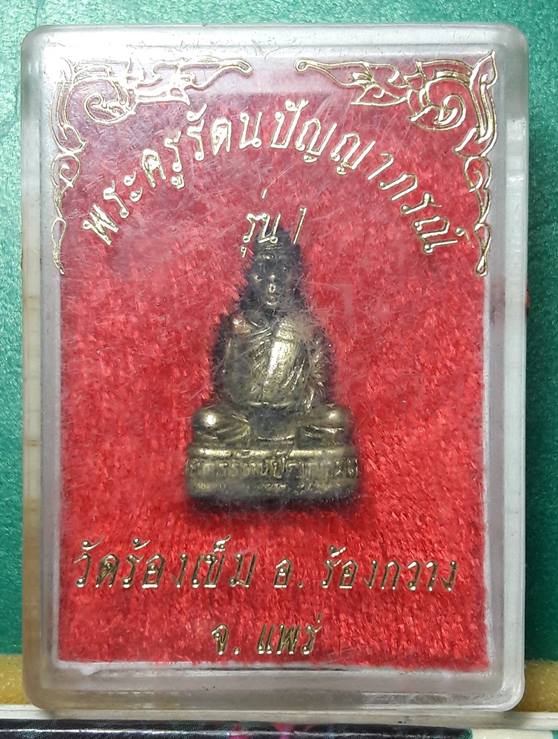 พระครูรัตนปัญญาภรณ์
รุ่น 1
วัดร้องเข็ม อ. ร้องกวาง
จ. แพร่